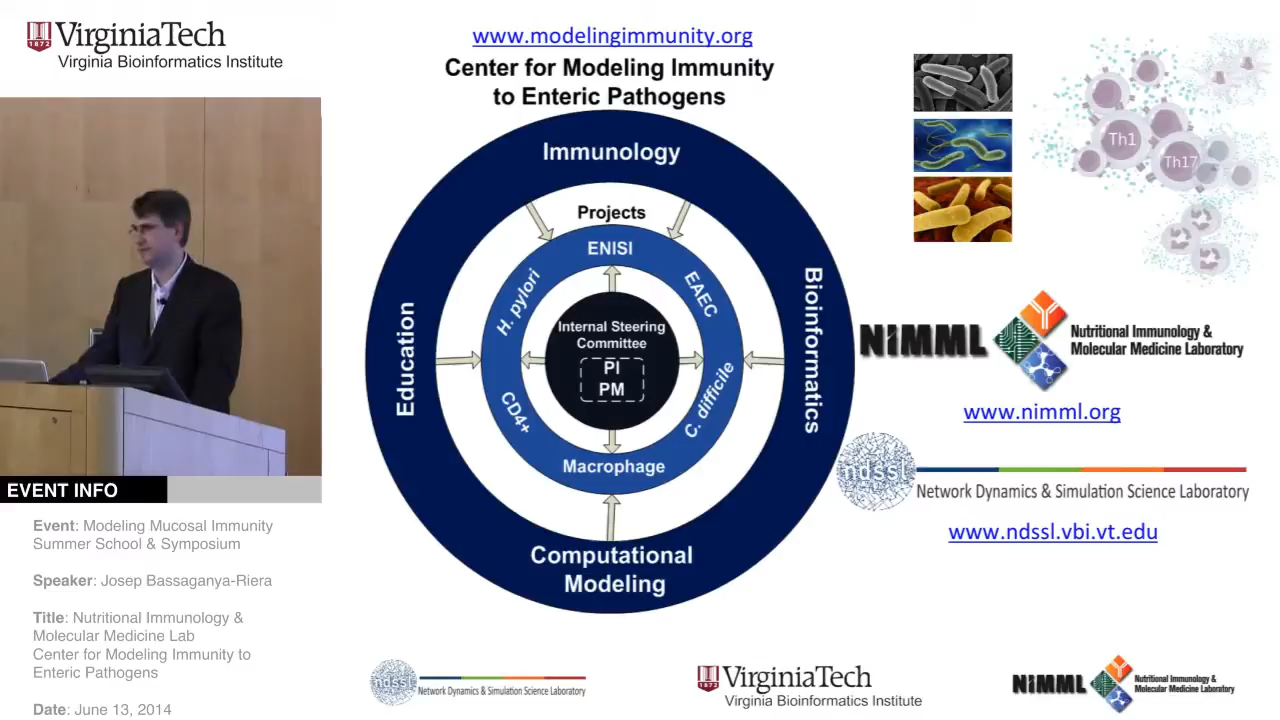 VirginiaTech
1872
Virginia Bioinformatics Institute
EVENT INFO
Event: Modeling Mucosal Immunity
Summer School & Symposium
Speaker: Josep Bassaganya-Riera
Title: Nutritional Immunology &
Molecular Medicine Lab
Center for Modeling Immunity to
Enteric Pathogens
Date: June 13, 2014
www.modelingimmunity.org
Center for Modeling Immunity
to Enteric Pathogens
Immunology
Projects
ENISI
H. pylori
EAEC
Education
Bioinformatics
Internal Steering
Committee
PI
PM
CD4+
C. difficile
Macrophage
Computational
Modeling
Th1
Th17
NIMML
Nutritional Immunology &
Molecular Medicine Laboratory
www.nimml.org
ndssl
Network Dynamics & Simulation Science Laboratory
www.ndssl.vbi.vt.edu
ndssl
Network Dynamics & Simulation Science Laboratory
VirginiaTech
1872
Virginia Bioinformatics Institute
NIMML
Nutritional Immunology &
Molecular Medicine Laboratory